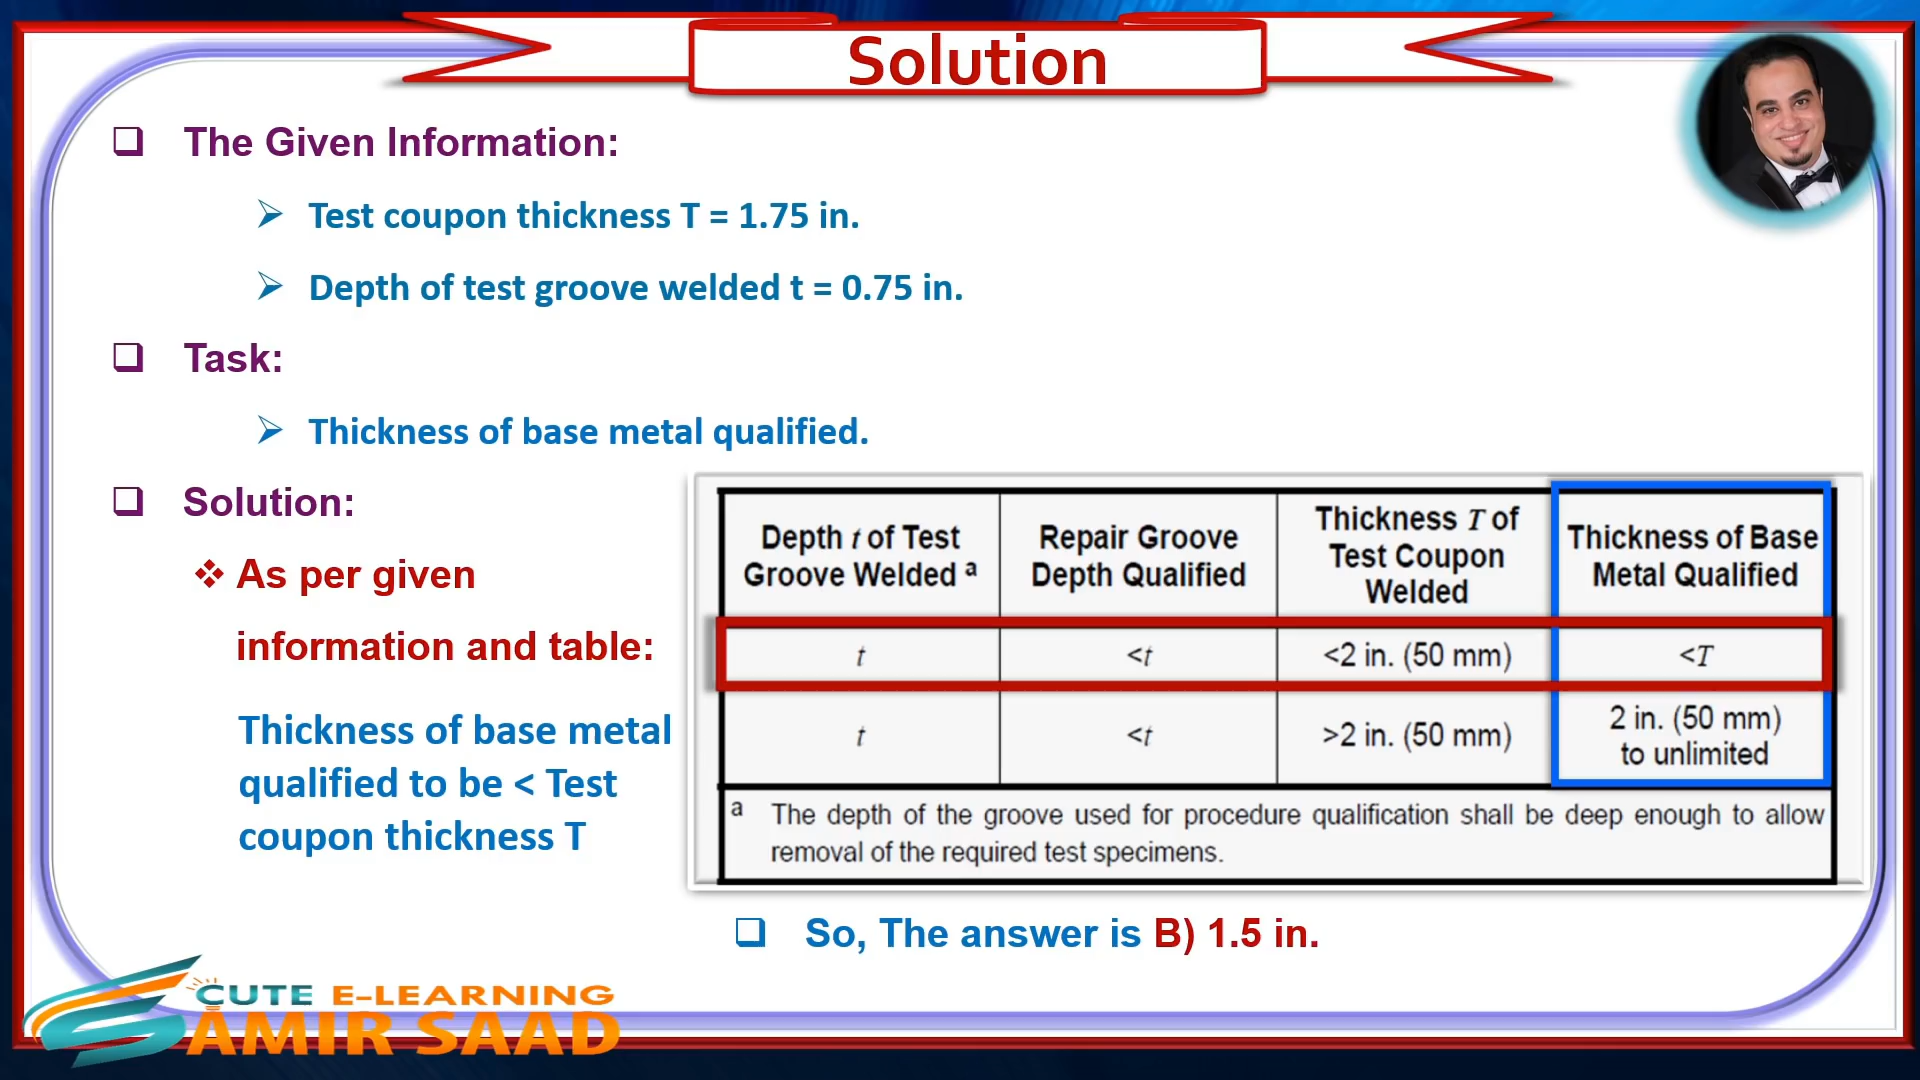 Solution
The Given Information:
Test coupon thickness T = 1.75 in.
Depth of test groove welded t = 0.75 in.
Task:
Thickness of base metal qualified.
Solution:
As per given
information and table:
Thickness of base metal
qualified to be < Test
coupon thickness T
Depth t of Test
Groove Welded a
Repair Groove
Depth Qualified
Thickness T of
Test Coupon
Welded
Thickness of Base
Metal Qualified
t
<t
<2 in. (50 mm)
<T
t
<t
>2 in. (50 mm)
2 in. (50 mm)
to unlimited
a The depth of the groove used for procedure qualification shall be deep enough to allow
removal of the required test specimens.
So, The answer is B) 1.5 in.
CUTE E-LEARNING
AMIR SAAD